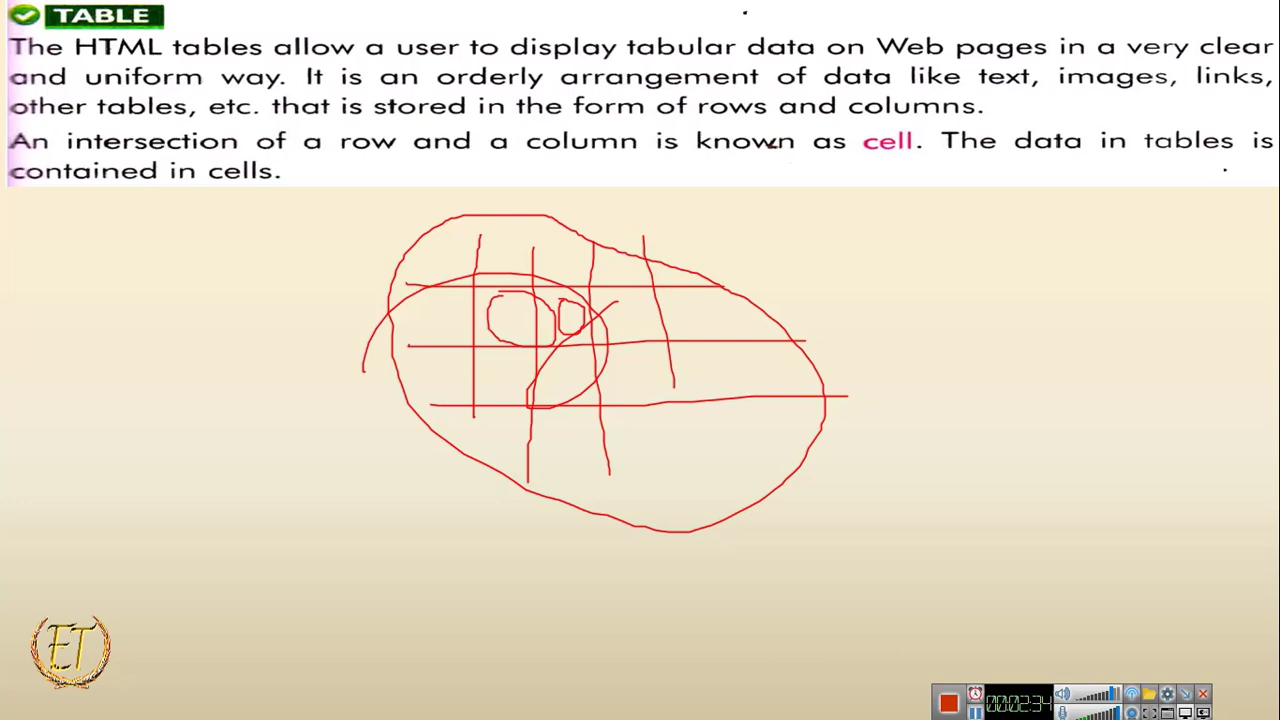 TABLE
The HTML tables allow a user to display tabular data on Web pages in a very clear
and uniform way. It is an orderly arrangement of data like text, images, links,
other tables, etc. that is stored in the form of rows and columns.
An intersection of a row and a column is known as cell. The data in tables is
contained in cells.
ET
00:02:34